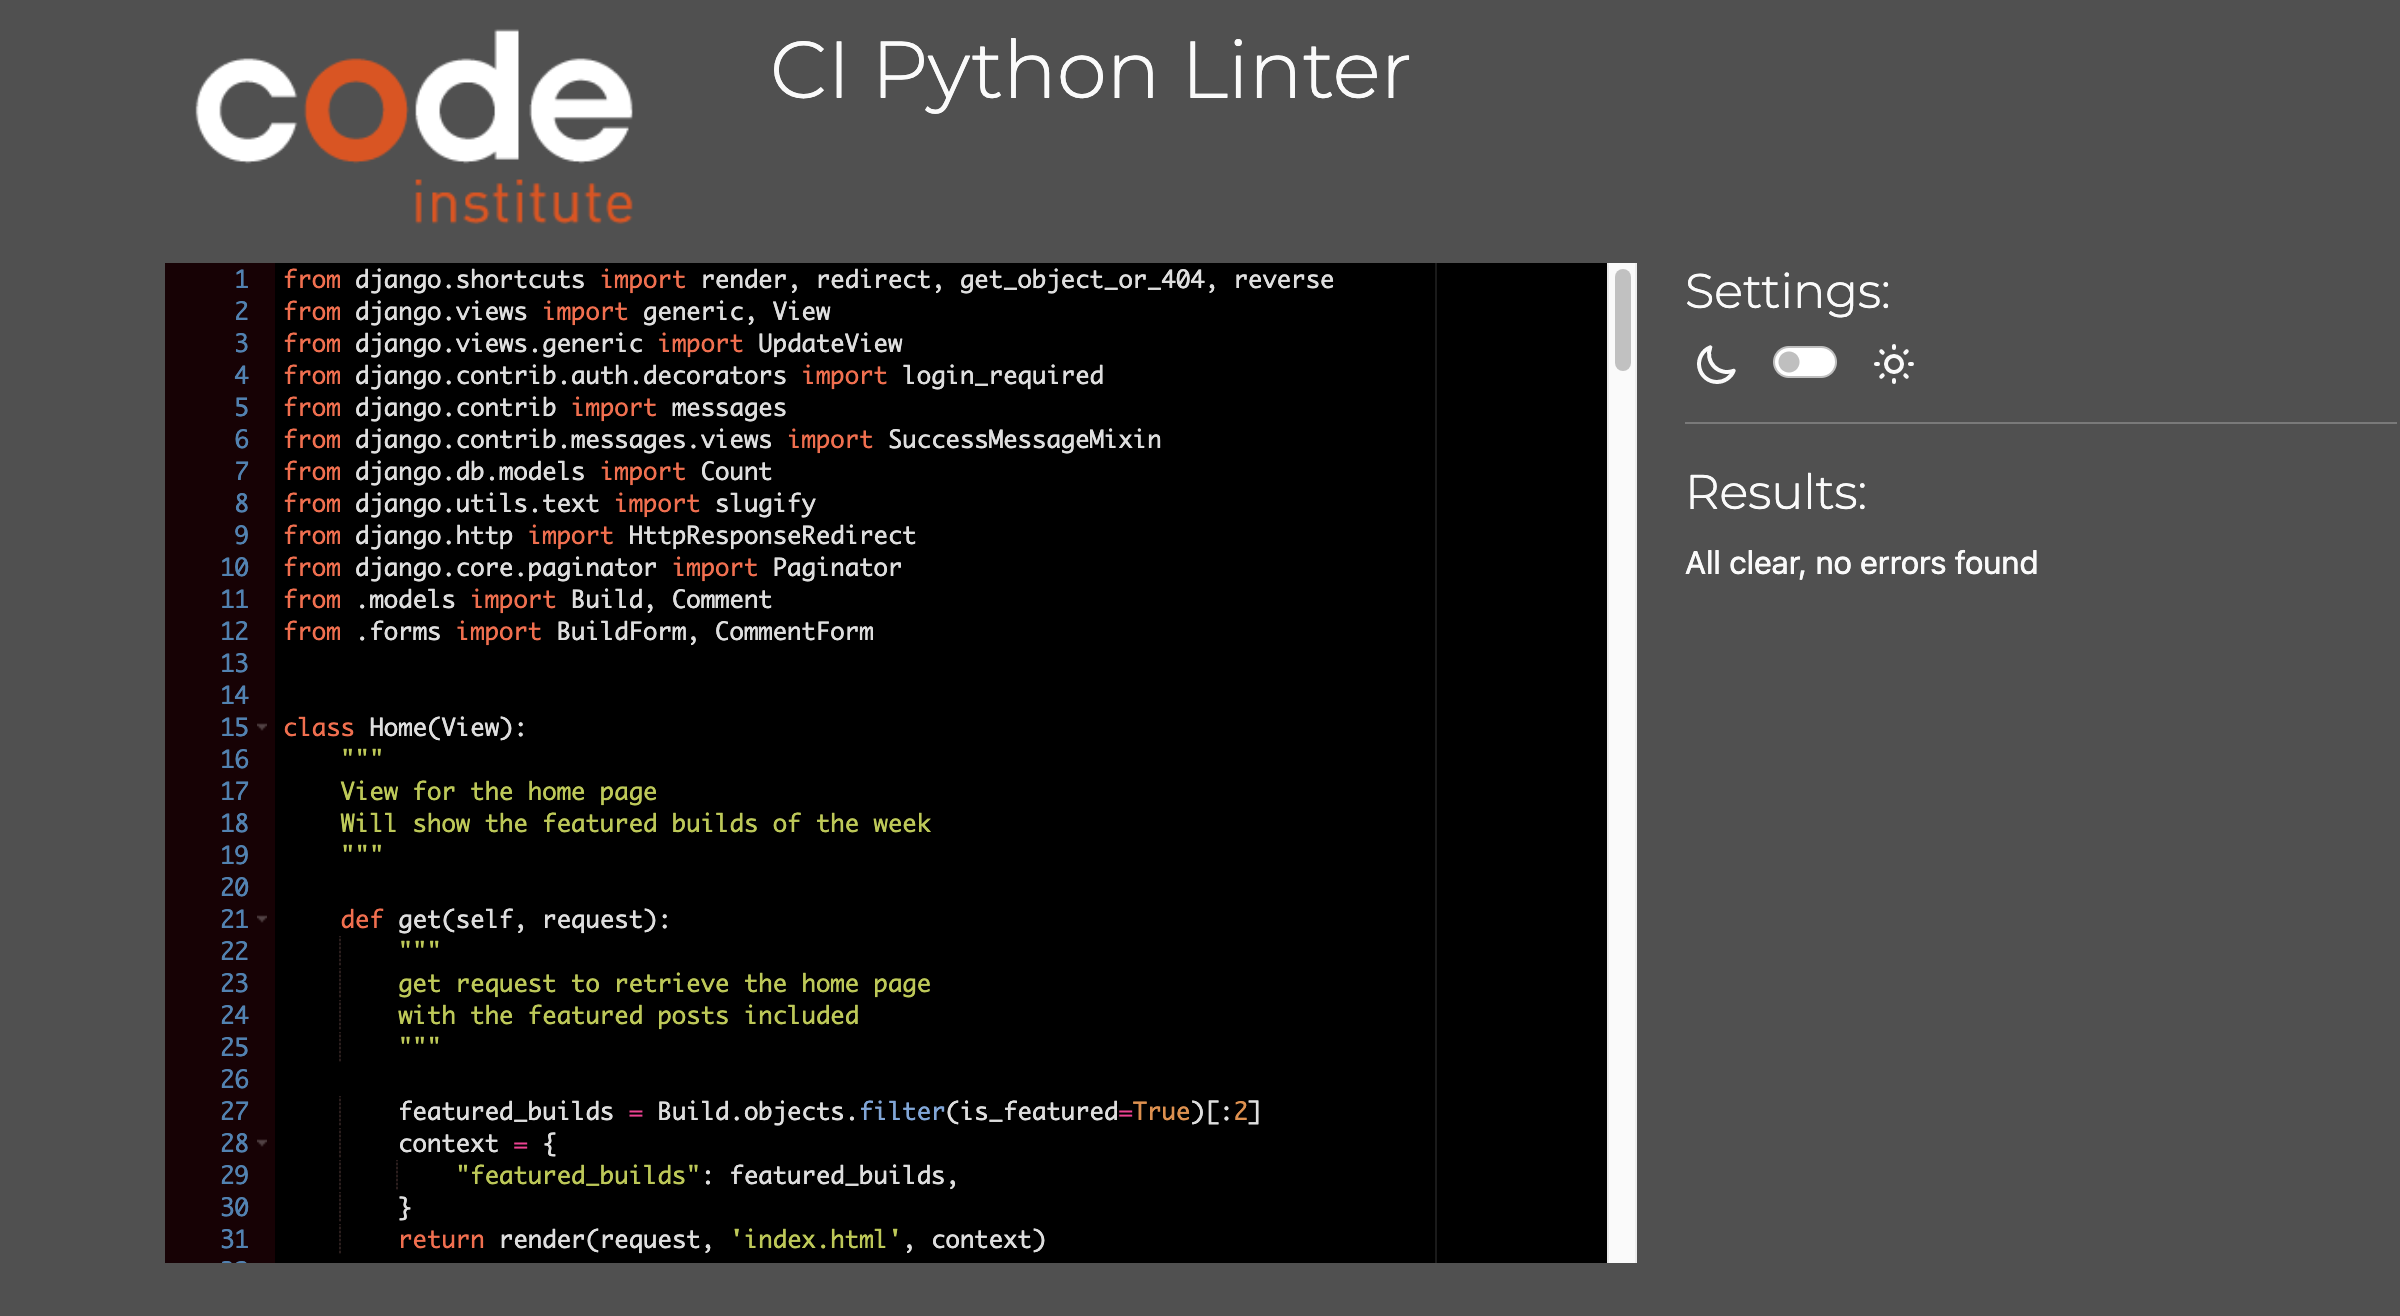 code
institute
CI Python Linter
1 from django.shortcuts import render, redirect, get_object_or_404, reverse
2 from django.views import generic, View
3 from django.views.generic import UpdateView
4 from django.contrib.auth.decorators import login_required
5 from django.contrib import messages
6 from django.contrib.messages.views import SuccessMessageMixin
7 from django.db.models import Count
8 from django.utils.text import slugify
9 from django.http import HttpResponseRedirect
10 from django.core.paginator import Paginator
11 from .models import Build, Comment
12 from .forms import BuildForm, CommentForm
13
14
15 class Home(View):
16     """
17     View for the home page
18     Will show the featured builds of the week
19     """
20
21     def get(self, request):
22         """
23         get request to retrieve the home page
24         with the featured posts included
25         """
26
27         featured_builds = Build.objects.filter(is_featured=True)[:2]
28         context = {
29             "featured_builds": featured_builds,
30         }
31         return render(request, 'index.html', context)
Settings:
Results:
All clear, no errors found